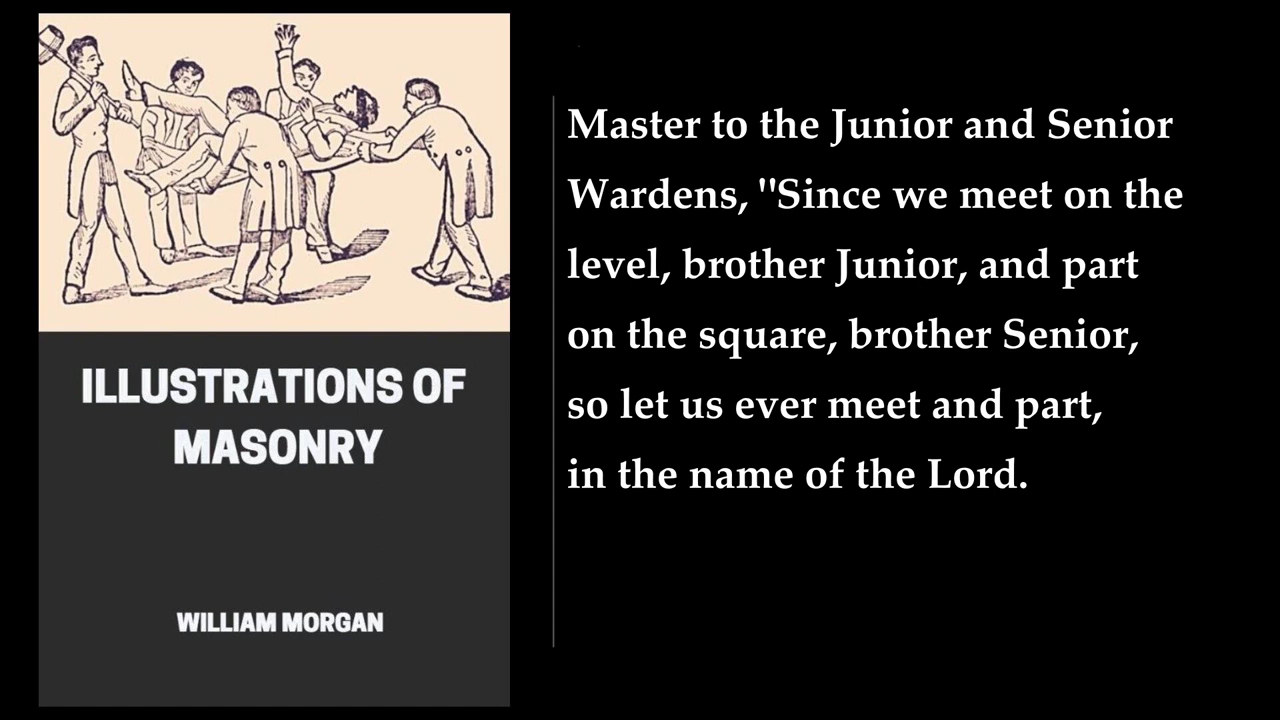 ILLUSTRATIONS OF
MASONRY
WILLIAM MORGAN
Master to the Junior and Senior
Wardens, "Since we meet on the
level, brother Junior, and part
on the square, brother Senior,
so let us ever meet and part,
in the name of the Lord.